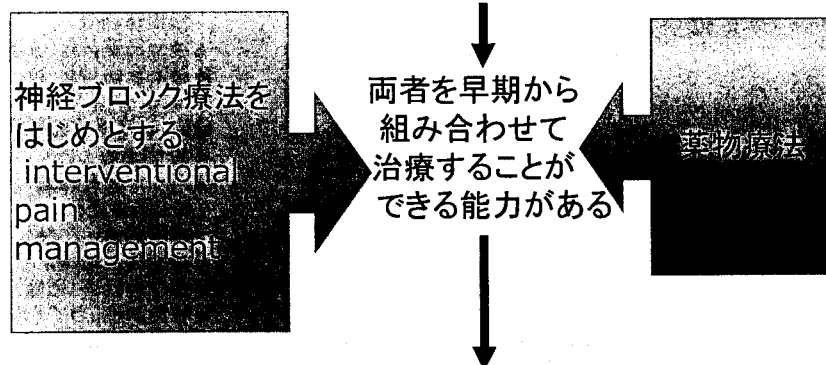 神経ブロック療法を
はじめとする
interventional
pain
management
両者を早期から
組み合わせて
治療することが
できる能力がある
薬物療法